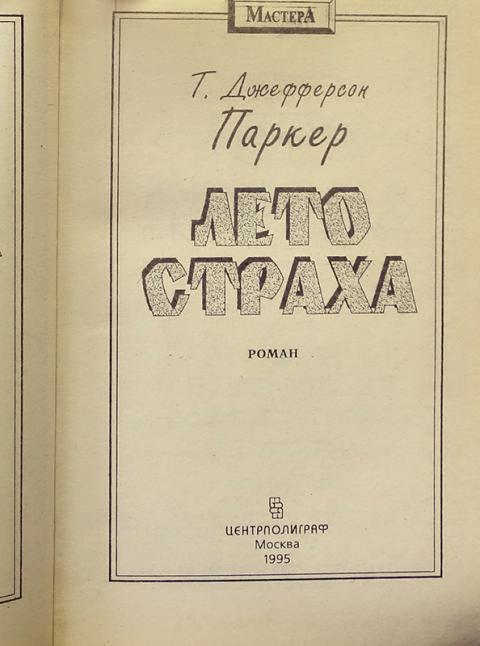 МАСТЕРА
Т. Джефферсон
Паркер
ЛЕТО
СТРАХА
РОМАН
ЦЕНТРПОЛИГРАФ
Москва
1995